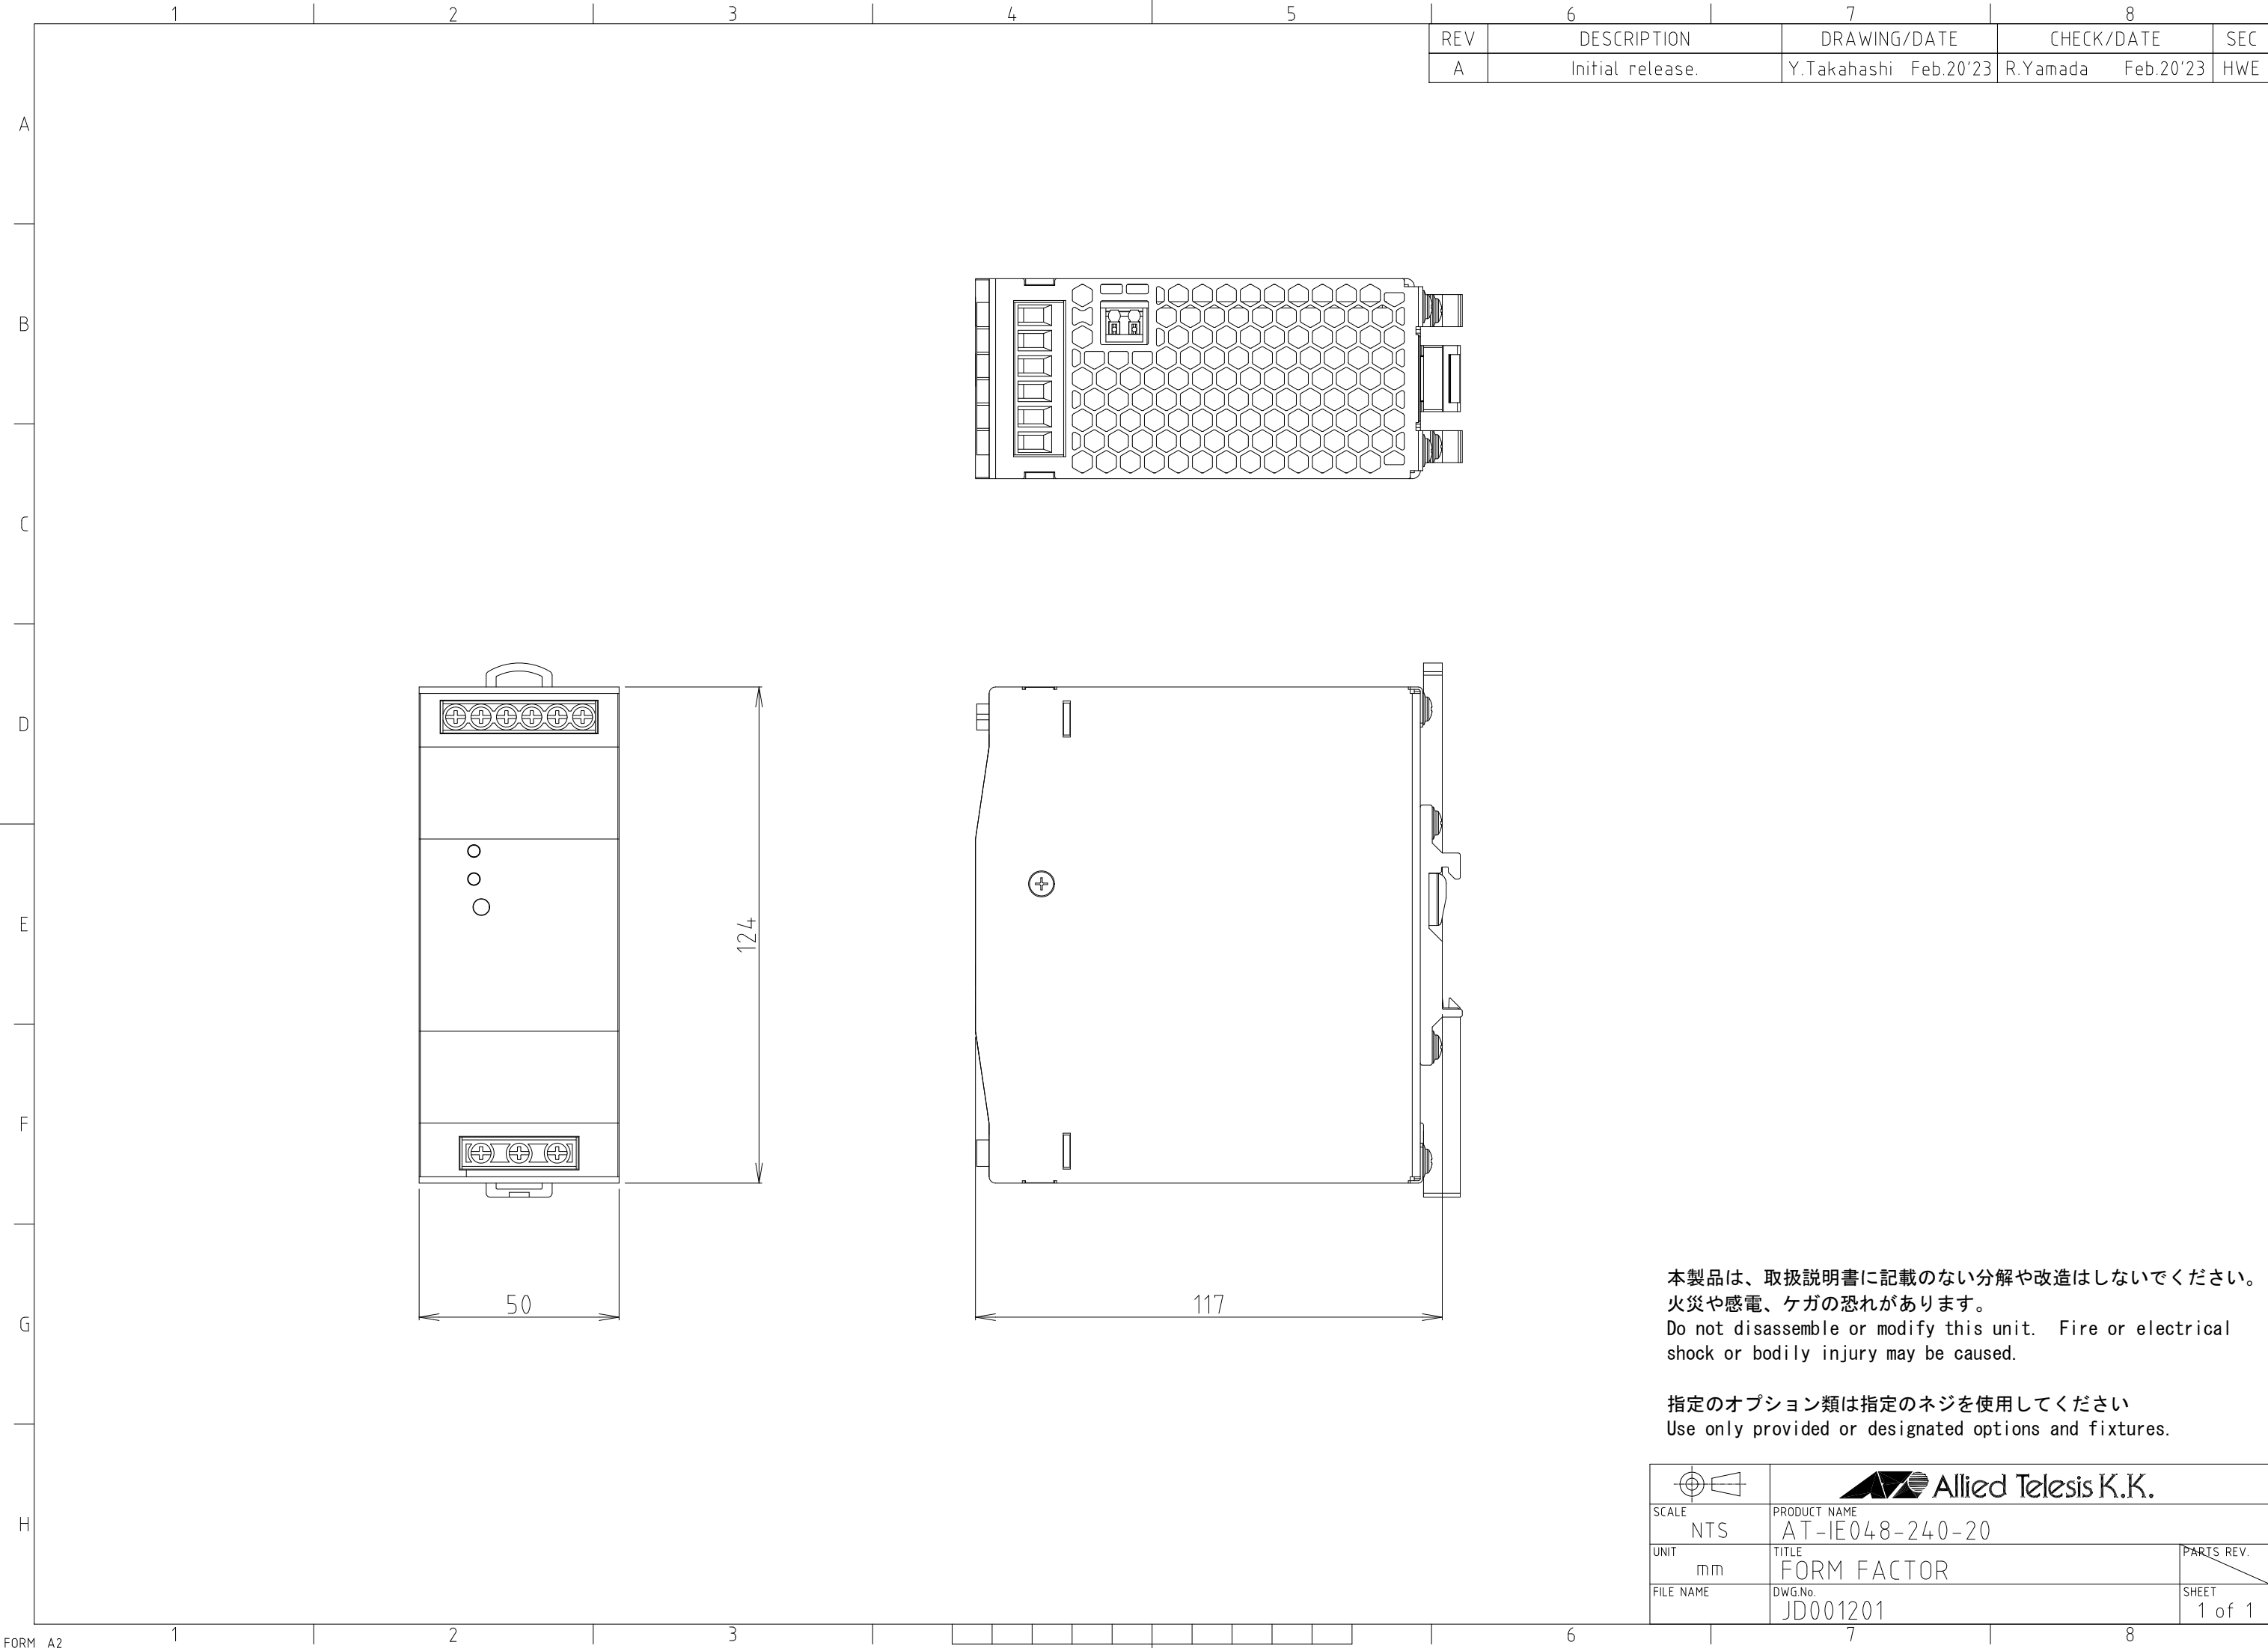 1 2 3 4 5 6 7 8
REV DESCRIPTION DRAWING/DATE CHECK/DATE SEC
A Initial release. Y.Takahashi Feb.20'23 R.Yamada Feb.20'23 HWE
A
B
C
D
E
F
G
H
124
50
117
本製品は、取扱説明書に記載のない分解や改造はしないでください。
火災や感電、ケガの恐れがあります。
Do not disassemble or modify this unit. Fire or electrical
shock or bodily injury may be caused.
指定のオプション類は指定のネジを使用してください
Use only provided or designated options and fixtures.
Allied Telesis K.K.
SCALE PRODUCT NAME
NTS AT-IE048-240-20
UNIT TITLE PARTS REV.
mm FORM FACTOR
FILE NAME DWG.No. SHEET
JD001201 1 of 1
1 2 3 6 7 8
FORM A2